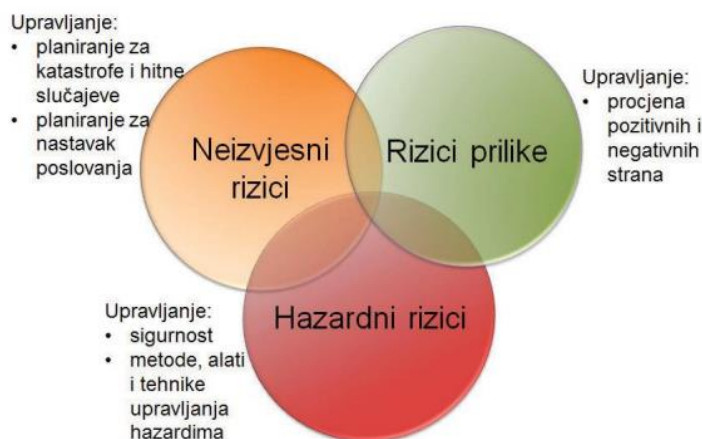 Upravljanje:
• planiranje za
katastrofe i hitne
slučajeve
• planiranje za
nastavak
poslovanja
Neizvjesni
rizici
Rizici prilike
Upravljanje:
• procjena
pozitivnih i
negativnih
strana
Hazardni rizici
Upravljanje:
• sigurnost
• metode, alati
i tehnike
upravljanja
hazardima